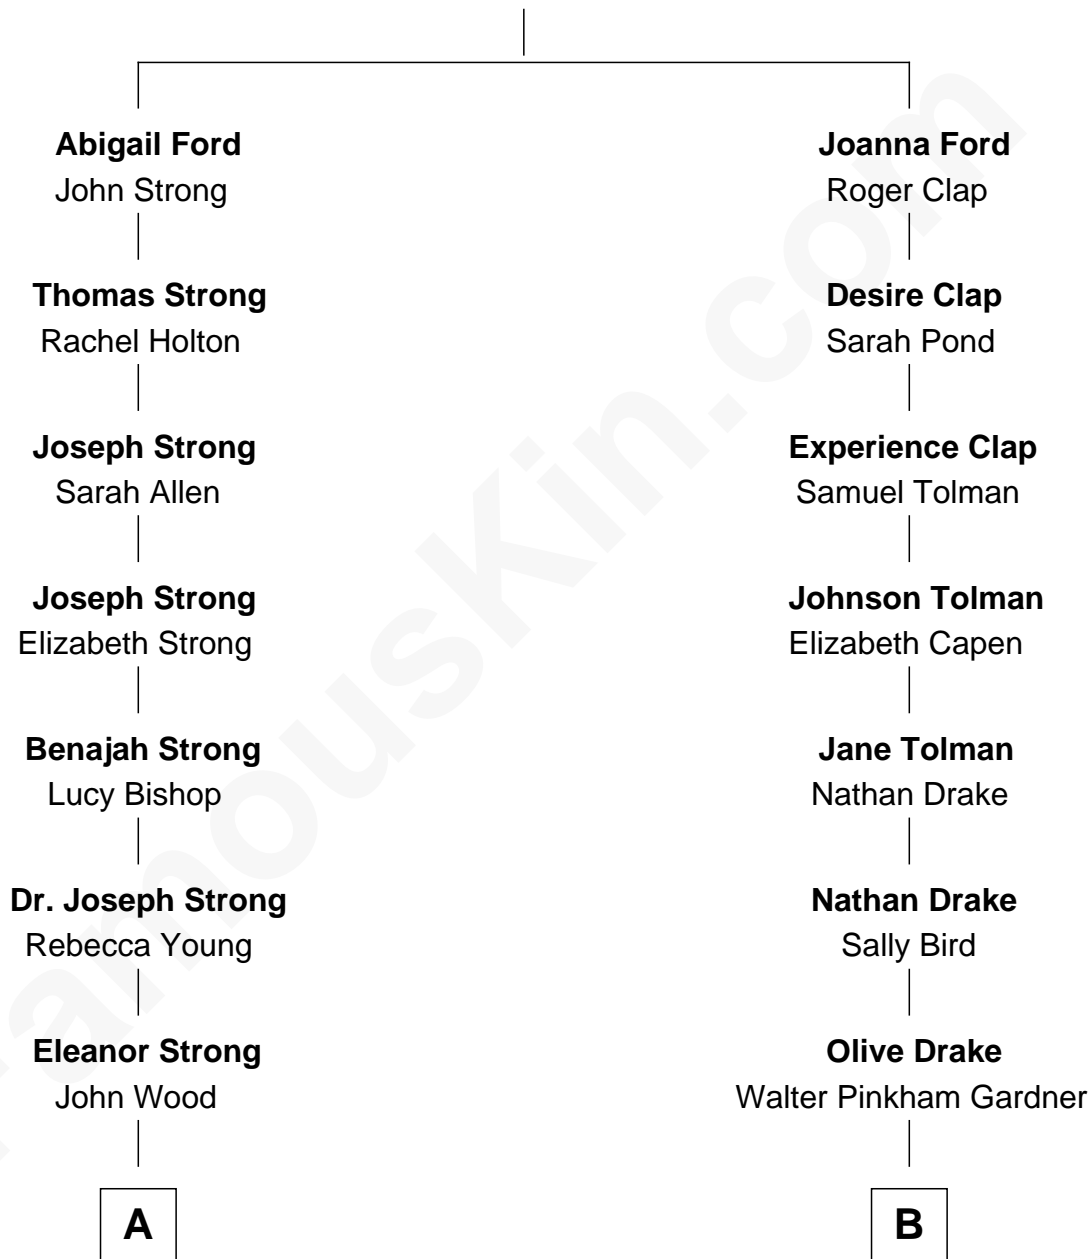 Abigail Ford
John Strong
Thomas Strong
Rachel Holton
Joseph Strong
Sarah Allen
Joseph Strong
Elizabeth Strong
Benajah Strong
Lucy Bishop
Dr. Joseph Strong
Rebecca Young
Eleanor Strong
John Wood
A
Joanna Ford
Roger Clap
Desire Clap
Sarah Pond
Experience Clap
Samuel Tolman
Johnson Tolman
Elizabeth Capen
Jane Tolman
Nathan Drake
Nathan Drake
Sally Bird
Olive Drake
Walter Pinkham Gardner
B
FamousKin.com